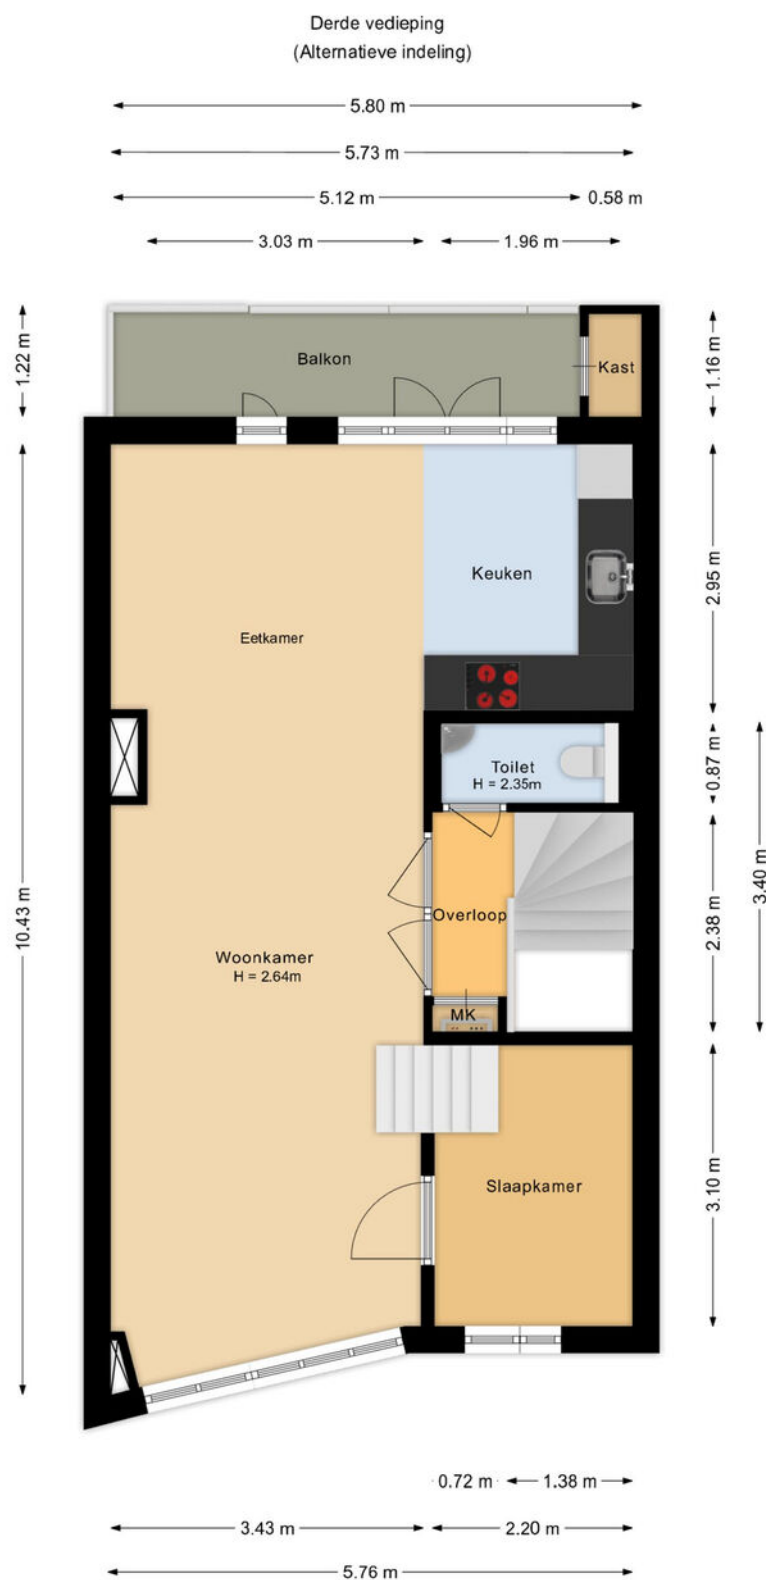 Derde vedieping
(Alternatieve indeling)
5.80 m
5.73 m
5.12 m
0.58 m
3.03 m
1.96 m
1.22 m
1.16 m
Balkon
Kast
Keuken
2.95 m
Eetkamer
Toilet
H = 2.35m
0.87 m
3.40 m
10.43 m
Overloop
2.38 m
Woonkamer
H = 2.64m
MK
Slaapkamer
3.10 m
0.72 m
1.38 m
3.43 m
2.20 m
5.76 m